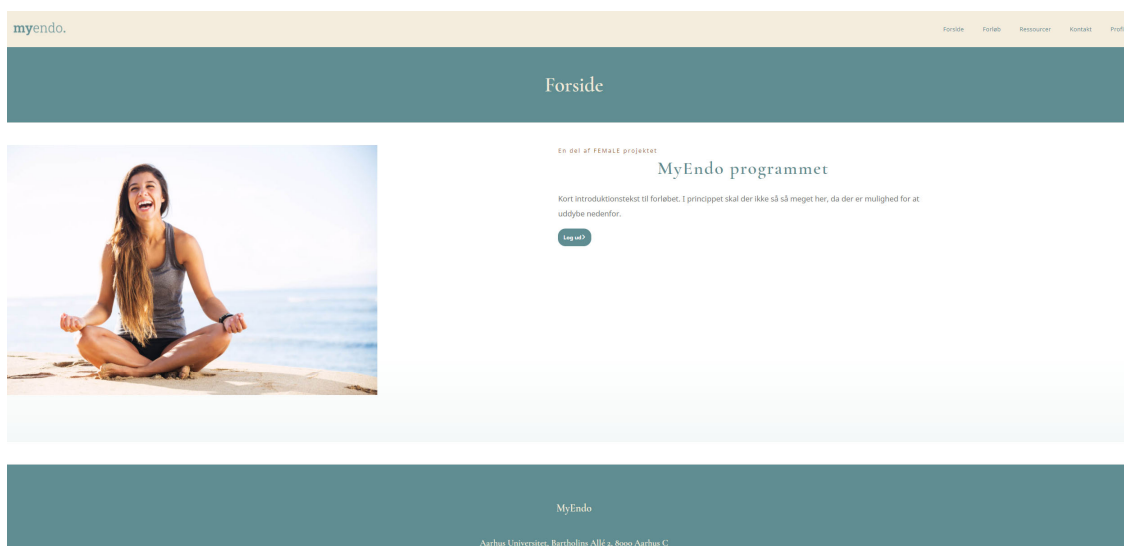 myendo.
Forside Forløb Ressourcer Kontakt Profil
Forside
En del af FEMaLE projektet
MyEndo programmet
Kort introduktionstekst til forløbet. I princippet skal der ikke så så meget her, da der er mulighed for at
uddybe nedenfor.
Log ud
MyEndo
Aarhus Universitet, Bartholins Allé 2, 8000 Aarhus C